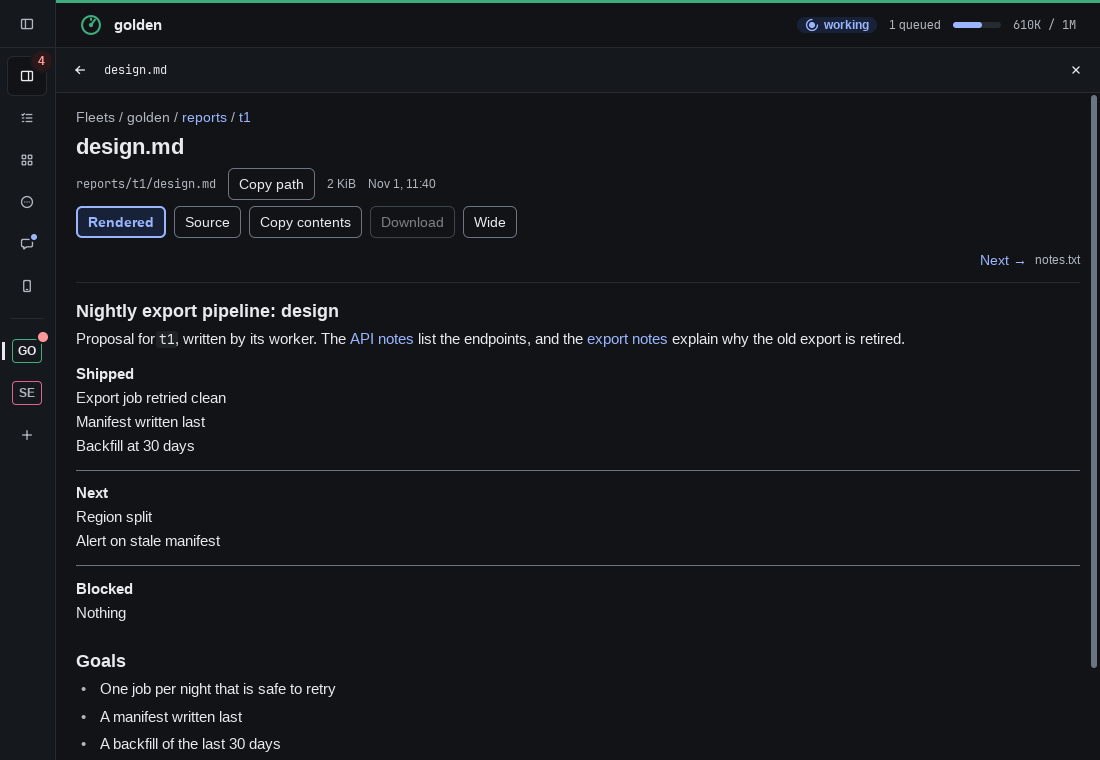 golden
working
1 queued
610K / 1M
4
design.md
Fleets / golden / reports / t1
design.md
reports/t1/design.md
Copy path
2 KiB
Nov 1, 11:40
Rendered
Source
Copy contents
Download
Wide
Next → notes.txt
Nightly export pipeline: design
Proposal for t1, written by its worker. The API notes list the endpoints, and the export notes explain why the old export is retired.
Shipped
Export job retried clean
Manifest written last
Backfill at 30 days
Next
Region split
Alert on stale manifest
Blocked
Nothing
Goals
• One job per night that is safe to retry
• A manifest written last
• A backfill of the last 30 days
GO
SE